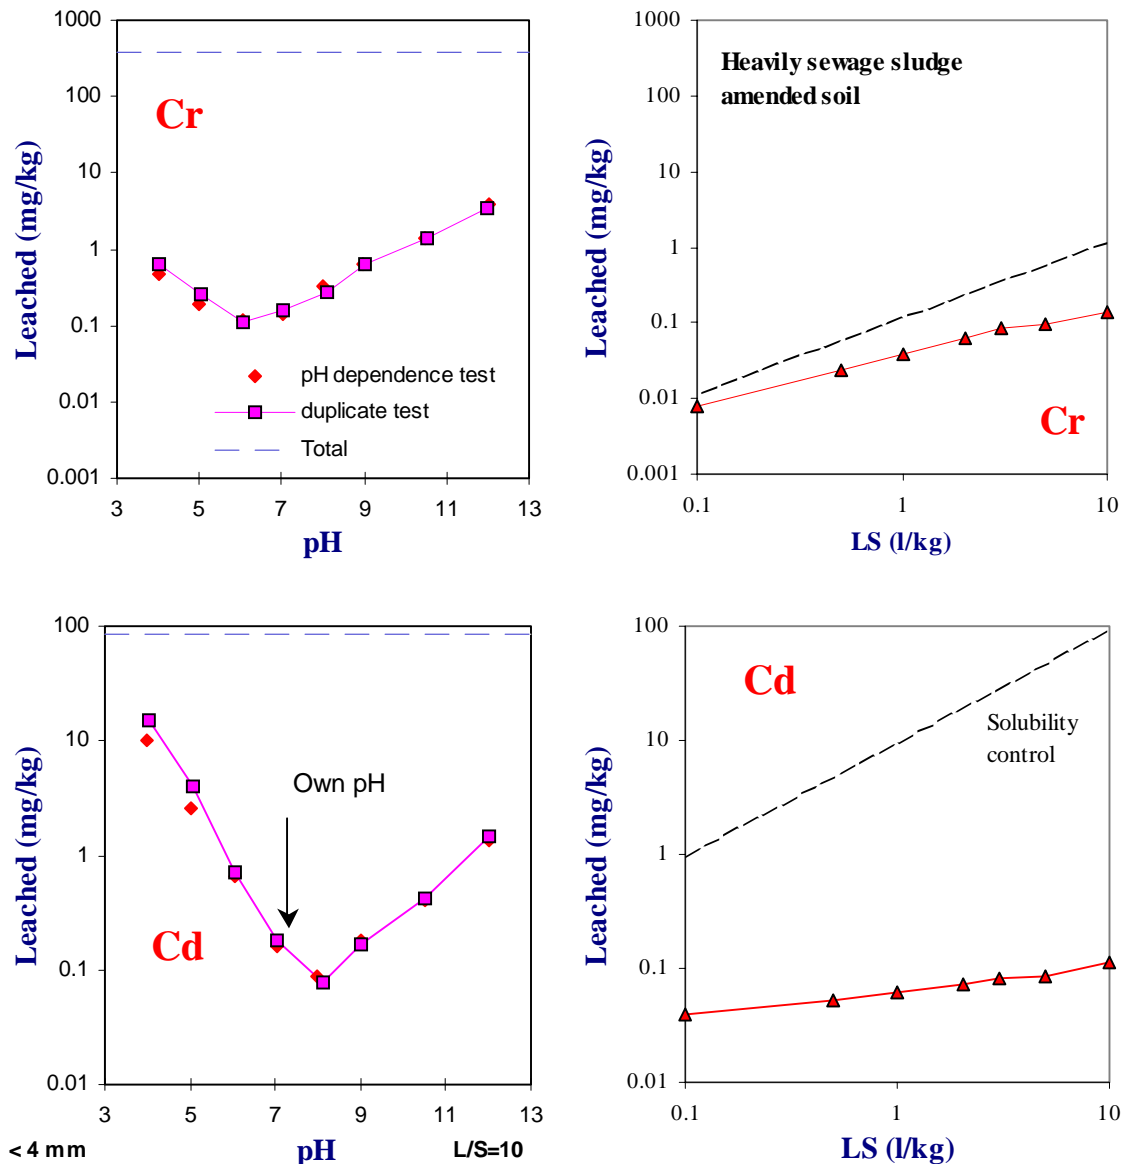 1000
100
10
1
0.1
0.01
0.001
Leached (mg/kg)
Cr
pH dependence test
duplicate test
Total
3 5 7 9 11 13
pH
1000
100
10
1
0.1
0.01
0.001
Leached (mg/kg)
Heavily sewage sludge
amended soil
Cr
0.1 1 10
LS (l/kg)
100
10
1
0.1
0.01
Leached (mg/kg)
Own pH
Cd
3 5 7 9 11 13
< 4 mm pH L/S=10
100
10
1
0.1
0.01
Leached (mg/kg)
Cd
Solubility
control
0.1 1 10
LS (l/kg)